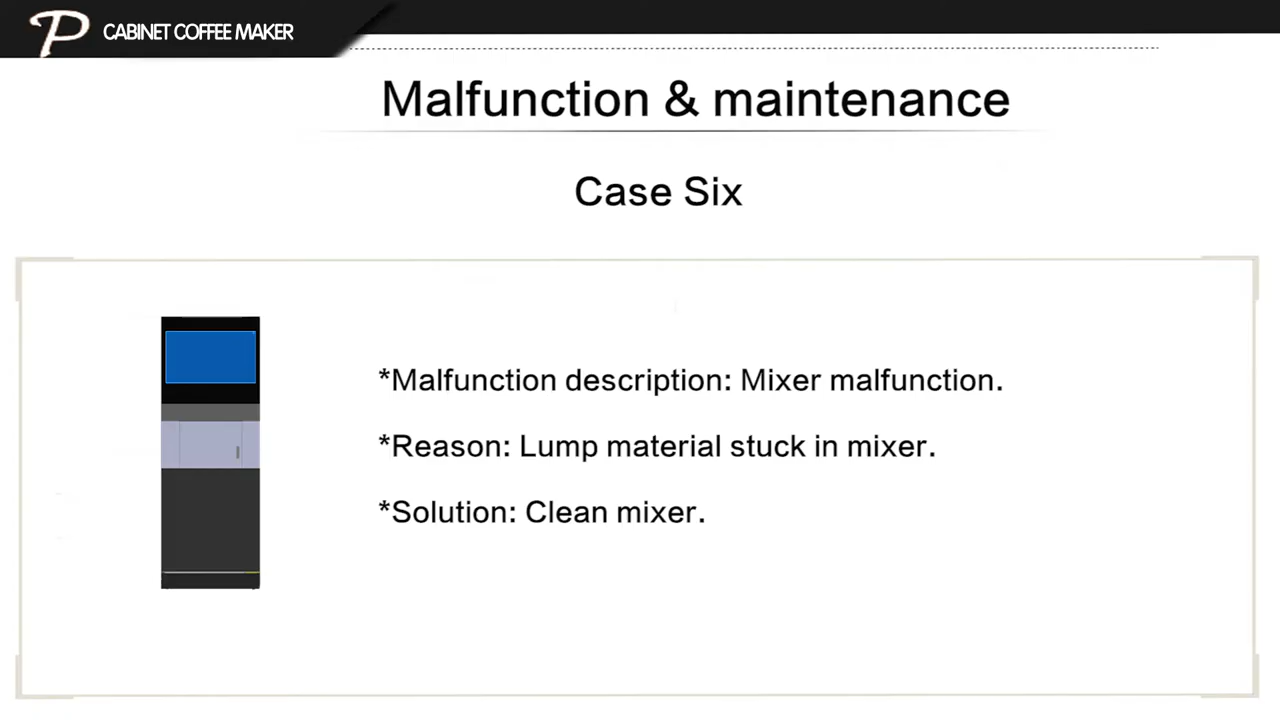 P CABINET COFFEE MAKER
Malfunction & maintenance
Case Six
*Malfunction description: Mixer malfunction.
*Reason: Lump material stuck in mixer.
*Solution: Clean mixer.